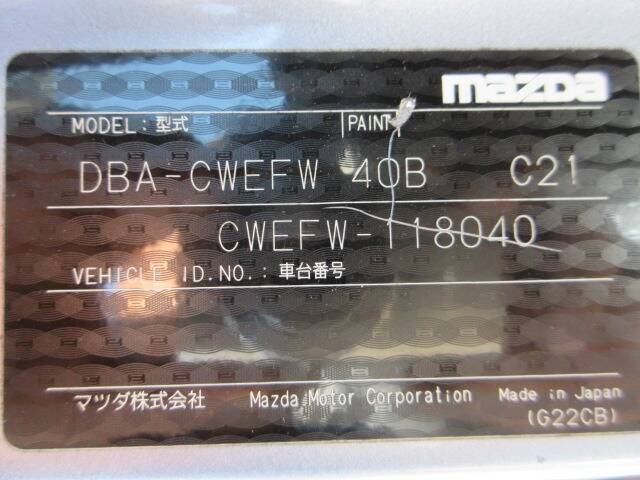 mazda
MODEL: 型式 PAINT
DBA-CWEFW 40B C21
CWEFW-118040
VEHICLE ID.NO.: 車台番号
マツダ株式会社 Mazda Motor Corporation Made in Japan
(G22CB)